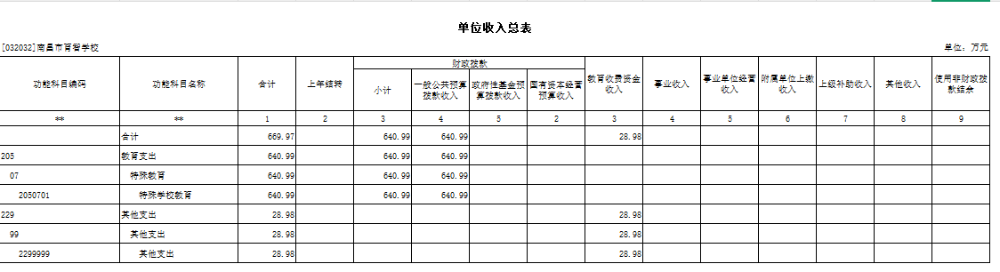 单位收入总表
[032032]南昌市育智学校 单位：万元
功能科目编码 功能科目名称 合计 上年结转 财政拨款 教育收费资金收入 事业收入 事业单位经营收入 附属单位上缴收入 上级补助收入 其他收入 使用非财政拨款结余
小计 一般公共预算拨款收入 政府性基金预算拨款收入 国有资本经营预算收入
** ** 1 2 3 4 5 2 3 4 5 6 7 8 9
合计 669.97 640.99 640.99 28.98
205 教育支出 640.99 640.99 640.99
07 特殊教育 640.99 640.99 640.99
2050701 特殊学校教育 640.99 640.99 640.99
229 其他支出 28.98 28.98
99 其他支出 28.98 28.98
2299999 其他支出 28.98 28.98